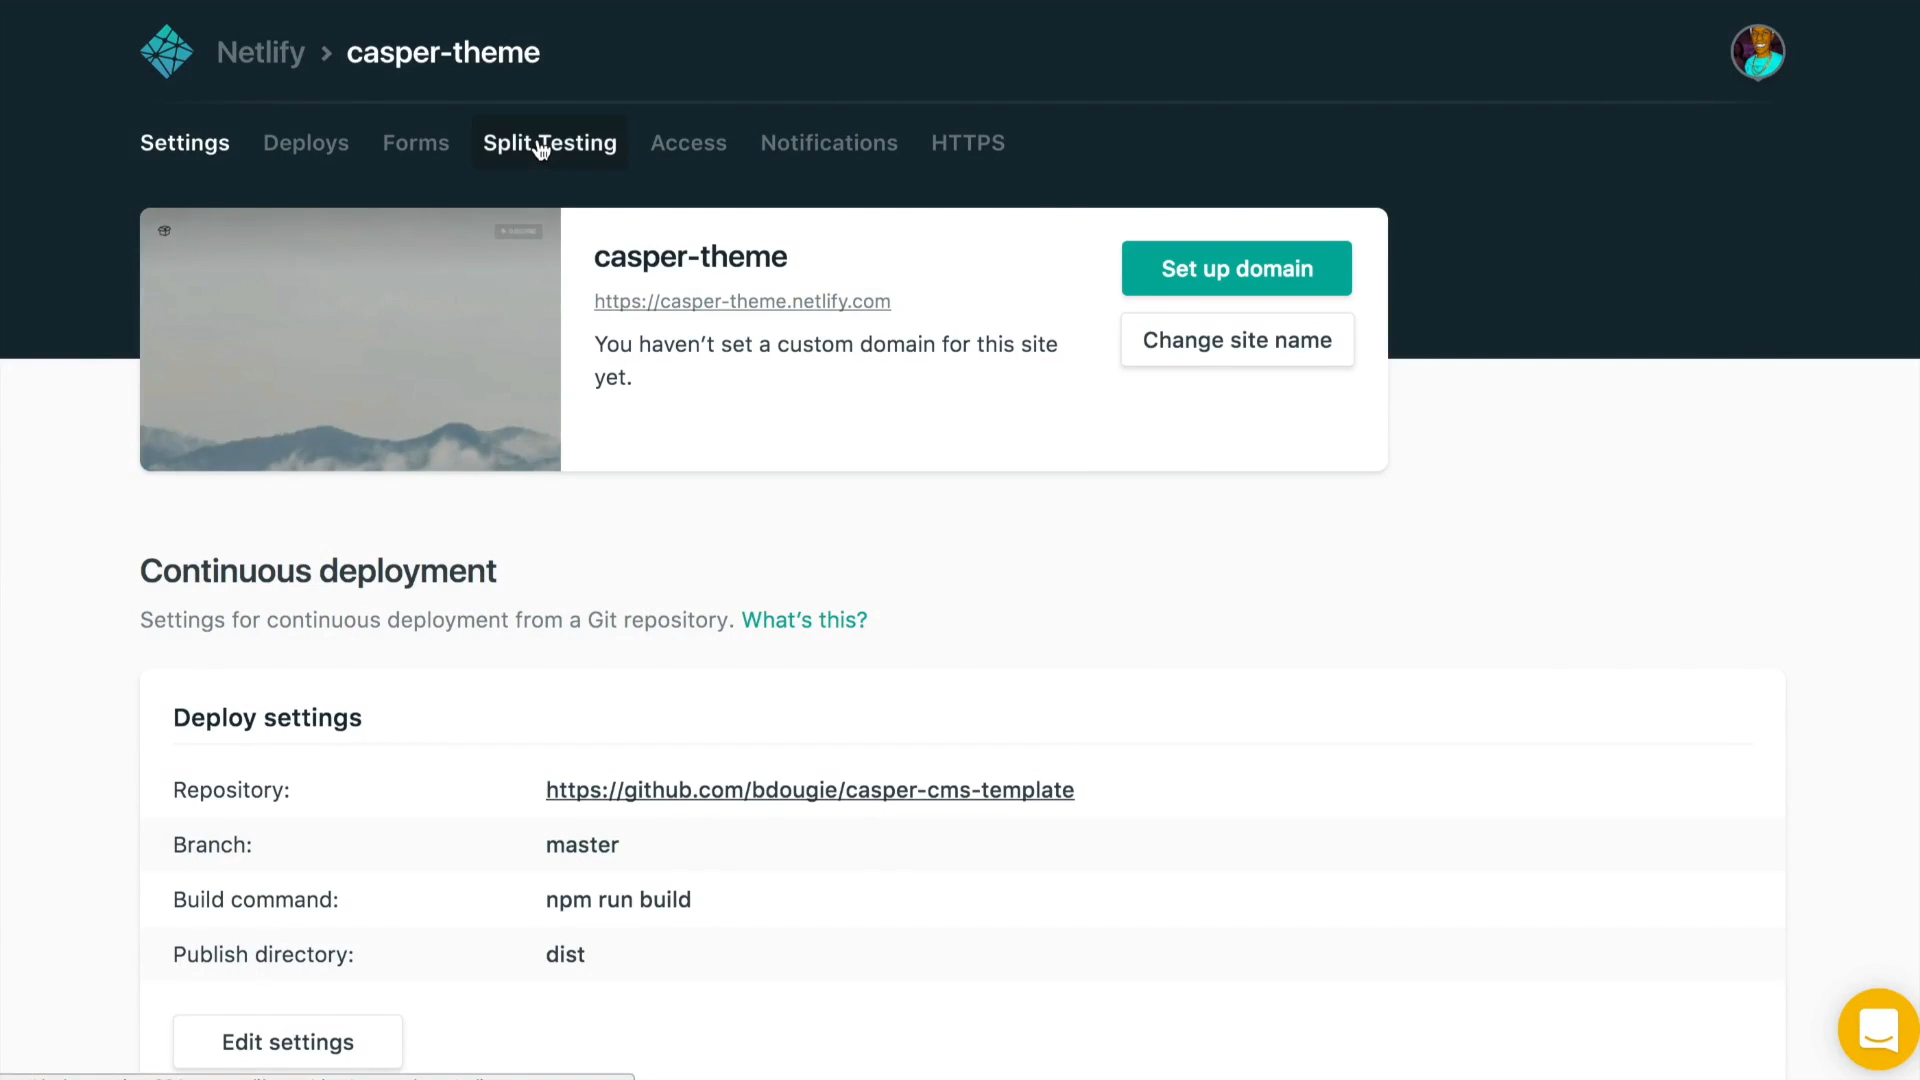 Netlify > casper-theme
Settings Deploys Forms Split Testing Access Notifications HTTPS
casper-theme
Set up domain
https://casper-theme.netlify.com
You haven’t set a custom domain for this site
yet.
Change site name
Continuous deployment
Settings for continuous deployment from a Git repository. What’s this?
Deploy settings
Repository: https://github.com/bdougie/casper-cms-template
Branch: master
Build command: npm run build
Publish directory: dist
Edit settings